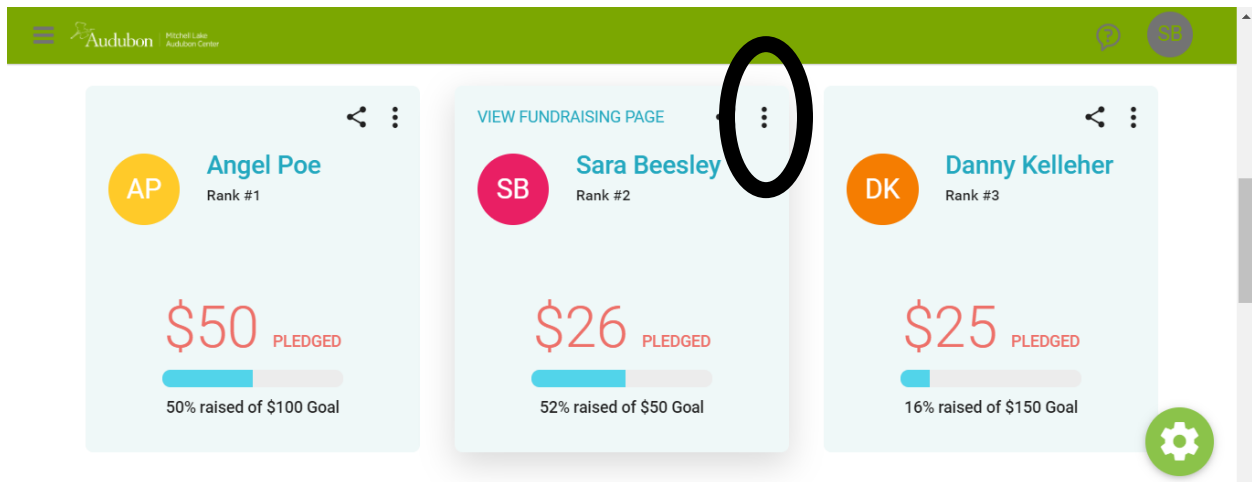 Audubon
Mitchell Lake
Audubon Center
?
SB
AP
Angel Poe
Rank #1
$50 PLEDGED
50% raised of $100 Goal
VIEW FUNDRAISING PAGE
SB
Sara Beesley
Rank #2
$26 PLEDGED
52% raised of $50 Goal
DK
Danny Kelleher
Rank #3
$25 PLEDGED
16% raised of $150 Goal